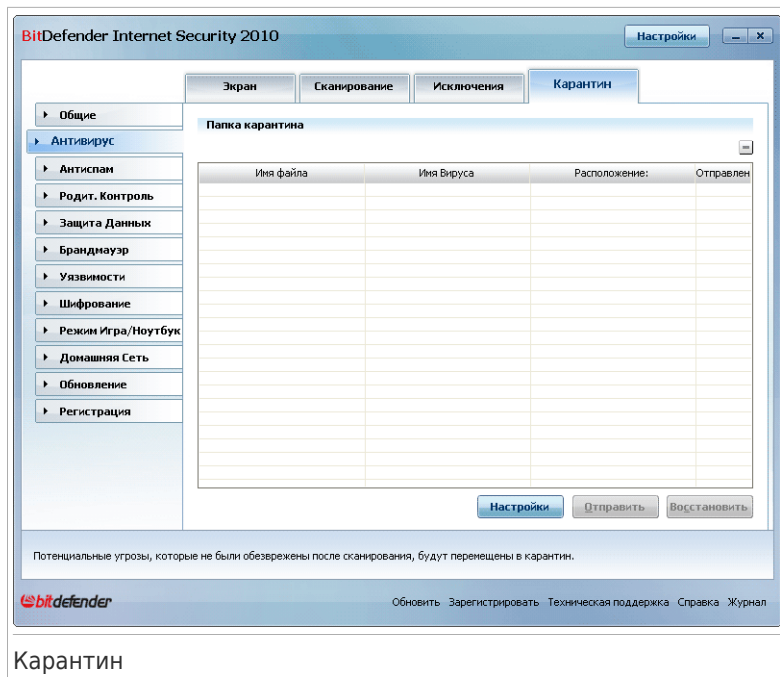 BitDefender Internet Security 2010
Настройки
Экран Сканирование Исключения Карантин
Общие
Антивирус
Антиспам
Родит. Контроль
Защита Данных
Брандмауэр
Уязвимости
Шифрование
Режим Игра/Ноутбук
Домашняя Сеть
Обновление
Регистрация
Папка карантина
Имя файла Имя Вируса Расположение: Отправлен
Настройки Отправить Восстановить
Потенциальные угрозы, которые не были обезврежены после сканирования, будут перемещены в карантин.
bitdefender
Обновить Зарегистрировать Техническая поддержка Справка Журнал
Карантин